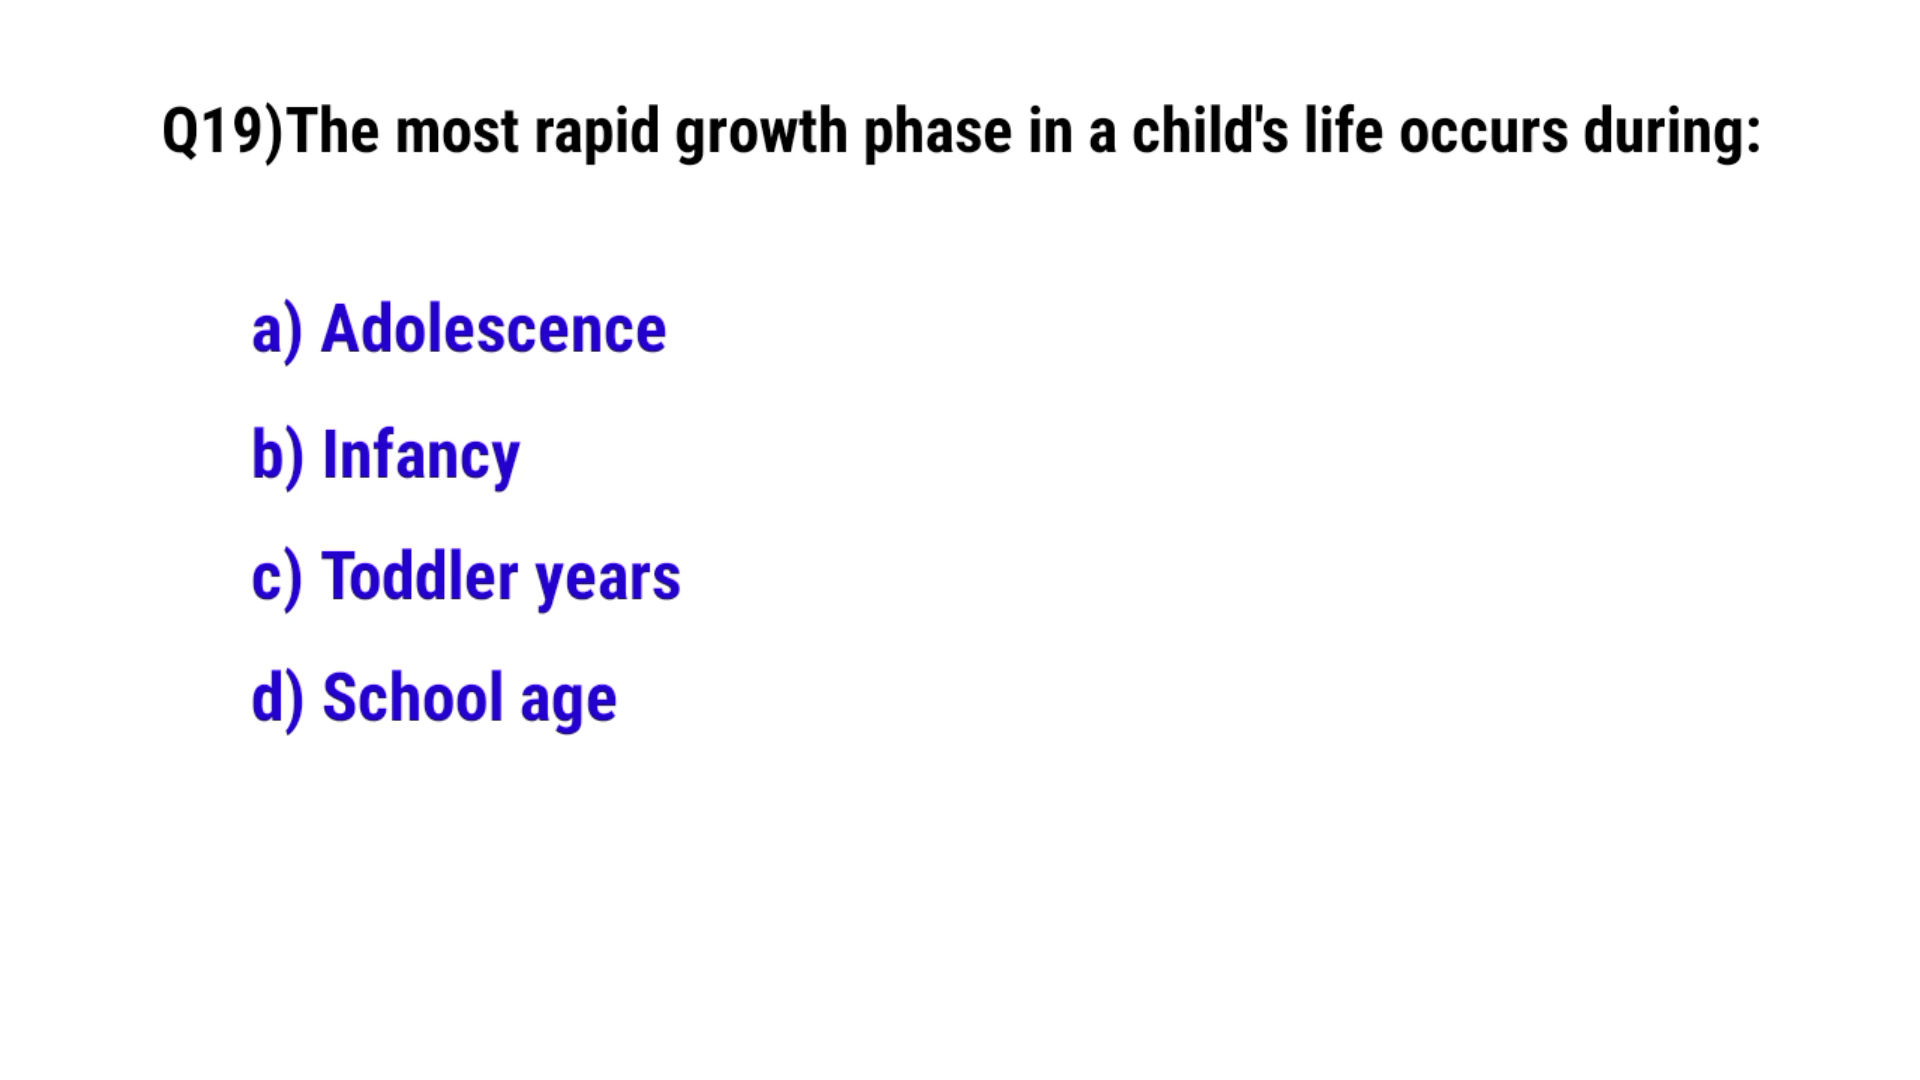 Q19)The most rapid growth phase in a child's life occurs during:
a) Adolescence
b) Infancy
c) Toddler years
d) School age